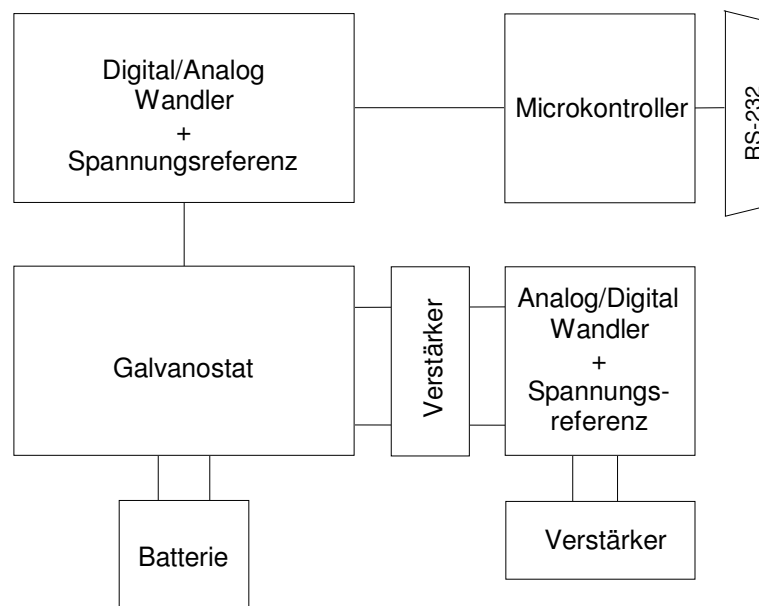 Digital/Analog
Wandler
+
Spannungsreferenz
Microkontroller
RS-232
Galvanostat
Verstärker
Analog/Digital
Wandler
+
Spannungs-
referenz
Batterie
Verstärker